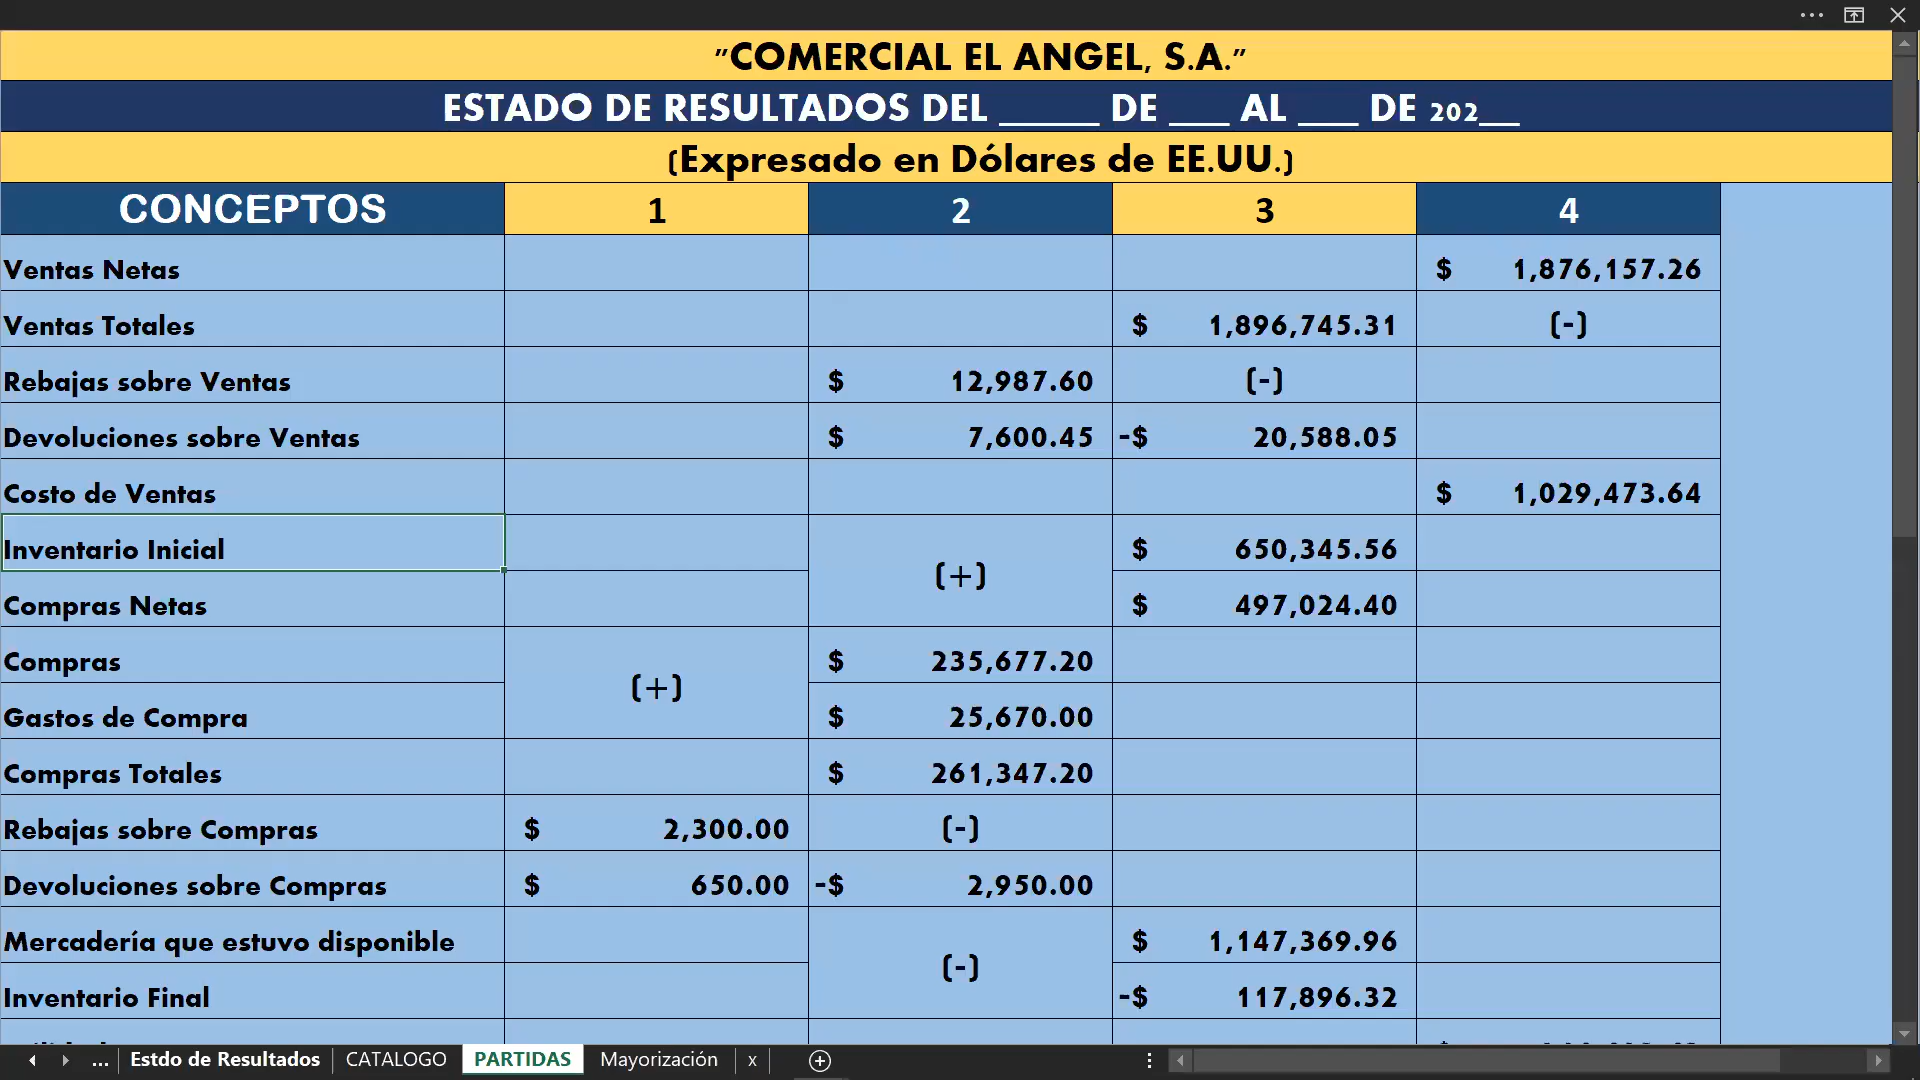 "COMERCIAL EL ANGEL, S.A."
ESTADO DE RESULTADOS DEL _____ DE ___ AL ___ DE 202__
(Expresado en Dólares de EE.UU.)
CONCEPTOS 1 2 3 4
Ventas Netas $ 1,876,157.26
Ventas Totales $ 1,896,745.31 (-)
Rebajas sobre Ventas $ 12,987.60 (-)
Devoluciones sobre Ventas $ 7,600.45 -$ 20,588.05
Costo de Ventas $ 1,029,473.64
Inventario Inicial $ 650,345.56
(+)
Compras Netas $ 497,024.40
Compras $ 235,677.20
(+)
Gastos de Compra $ 25,670.00
Compras Totales $ 261,347.20
Rebajas sobre Compras $ 2,300.00 (-)
Devoluciones sobre Compras $ 650.00 -$ 2,950.00
Mercadería que estuvo disponible $ 1,147,369.96
(-)
Inventario Final -$ 117,896.32
... Estdo de Resultados CATALOGO PARTIDAS Mayorización x